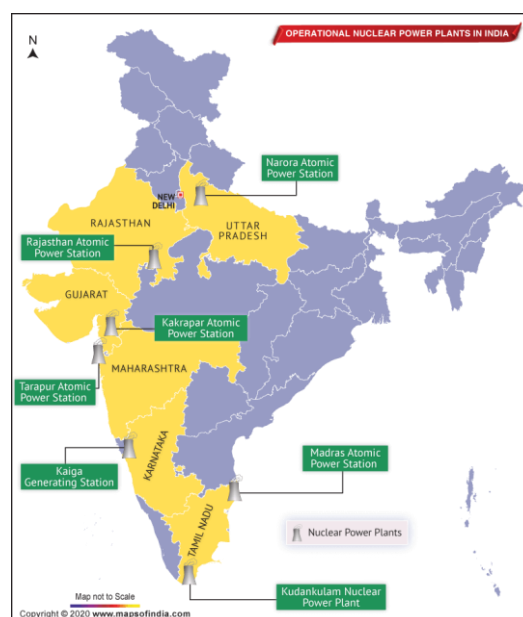 OPERATIONAL NUCLEAR POWER PLANTS IN INDIA
N
Narora Atomic
Power Station
NEW
DELHI
RAJASTHAN
UTTAR
PRADESH
Rajasthan Atomic
Power Station
GUJARAT
Kakrapar Atomic
Power Station
MAHARASHTRA
Tarapur Atomic
Power Station
KARNATAKA
Kaiga
Generating Station
Madras Atomic
Power Station
TAMIL NADU
Nuclear Power Plants
Kudankulam Nuclear
Power Plant
Map not to Scale
Copyright © 2020 www.mapsofindia.com